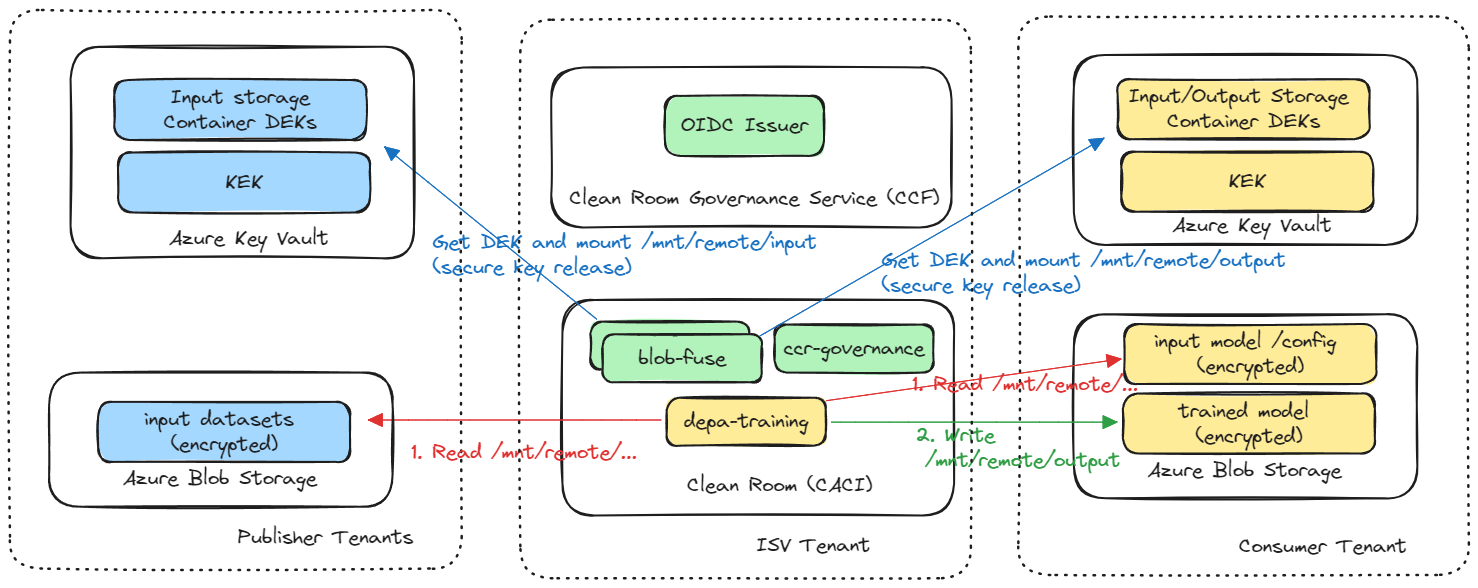 Input storage
Container DEKs
KEK
Azure Key Vault
OIDC Issuer
Clean Room Governance Service (CCF)
Input/Output Storage
Container DEKs
KEK
Azure Key Vault
Get DEK and mount /mnt/remote/input
(secure key release)
Get DEK and mount /mnt/remote/output
(secure key release)
blob-fuse
ccr-governance
depa-training
Clean Room (CACI)
input datasets
(encrypted)
Azure Blob Storage
1. Read /mnt/remote/...
1. Read /mnt/remote/...
2. Write
/mnt/remote/output
input model /config
(encrypted)
trained model
(encrypted)
Azure Blob Storage
Publisher Tenants
ISV Tenant
Consumer Tenant